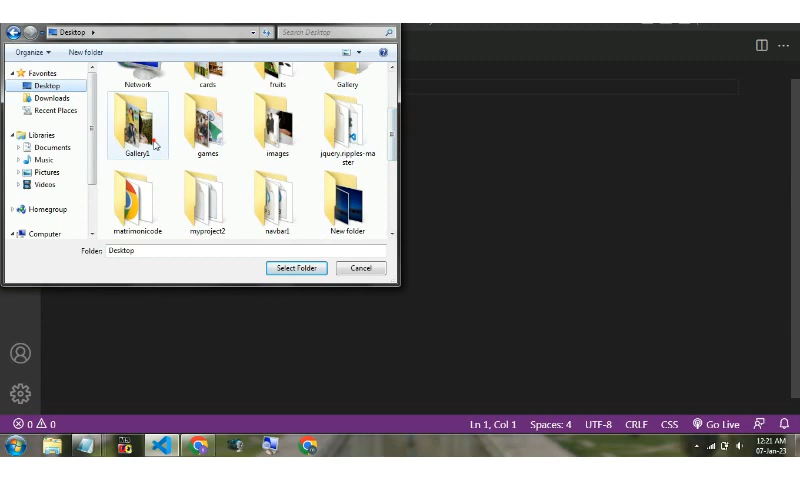 Desktop
Search Desktop
Organize
New folder
Favorites
Desktop
Downloads
Recent Places
Libraries
Documents
Music
Pictures
Videos
Homegroup
Computer
Network
cards
fruits
Gallery
Gallery1
games
images
jquery.ripples-ma
ster
matrimonicode
myproject2
navbar1
New folder
Folder: Desktop
Select Folder
Cancel
0 0
Ln 1, Col 1
Spaces: 4
UTF-8
CRLF
CSS
Go Live
12:21 AM
07-Jan-23